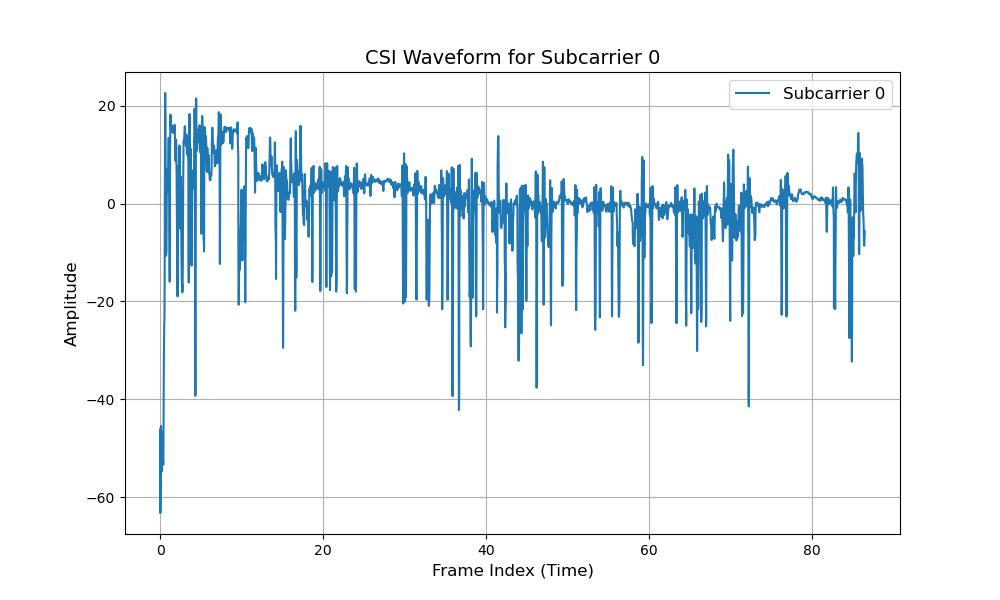 CSI Waveform for Subcarrier 0
Subcarrier 0
20
0
−20
−40
−60
Amplitude
0 20 40 60 80
Frame Index (Time)